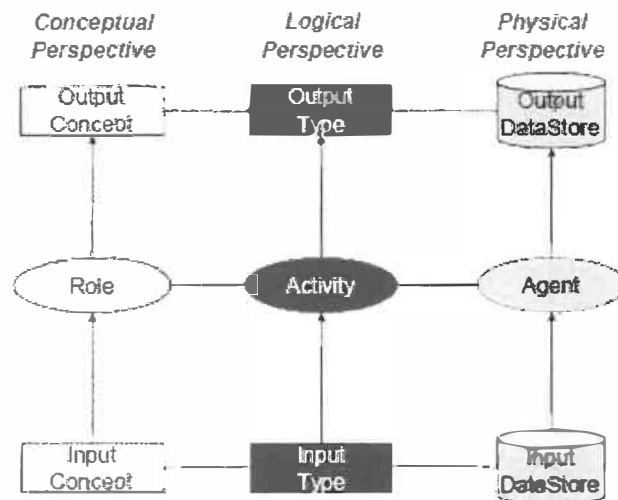 Conceptual Perspective
Logical Perspective
Physical Perspective
Output Concept
Output Type
Output DataStore
Role
Activity
Agent
Input Concept
Input Type
Input DataStore